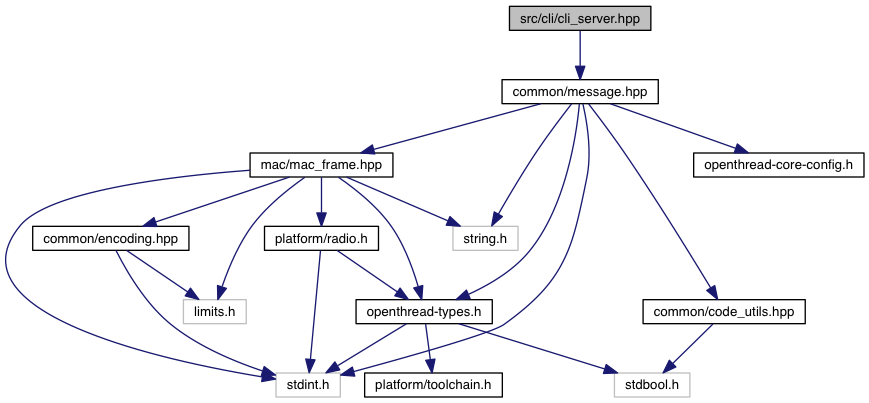 src/cli/cli_server.hpp
common/message.hpp
mac/mac_frame.hpp
openthread-core-config.h
common/encoding.hpp
platform/radio.h
string.h
limits.h
openthread-types.h
common/code_utils.hpp
stdint.h
platform/toolchain.h
stdbool.h